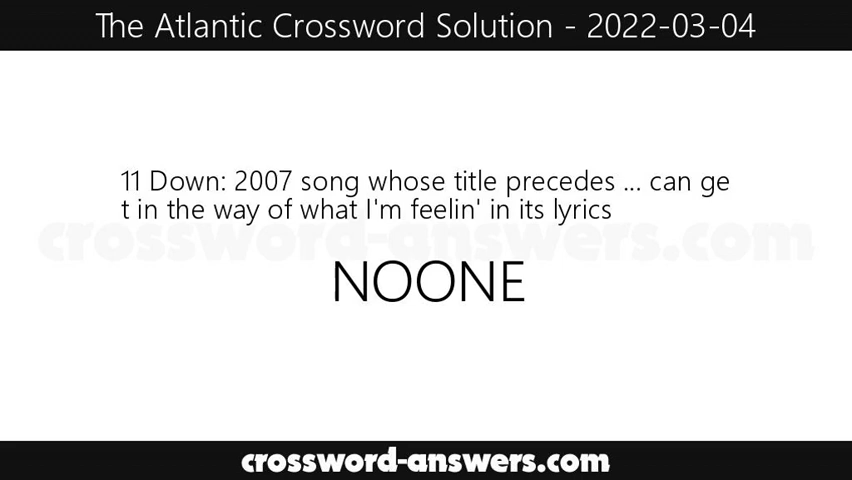 The Atlantic Crossword Solution - 2022-03-04
11 Down: 2007 song whose title precedes ... can ge
t in the way of what I'm feelin' in its lyrics
crossword-answers.com
NOONE
crossword-answers.com